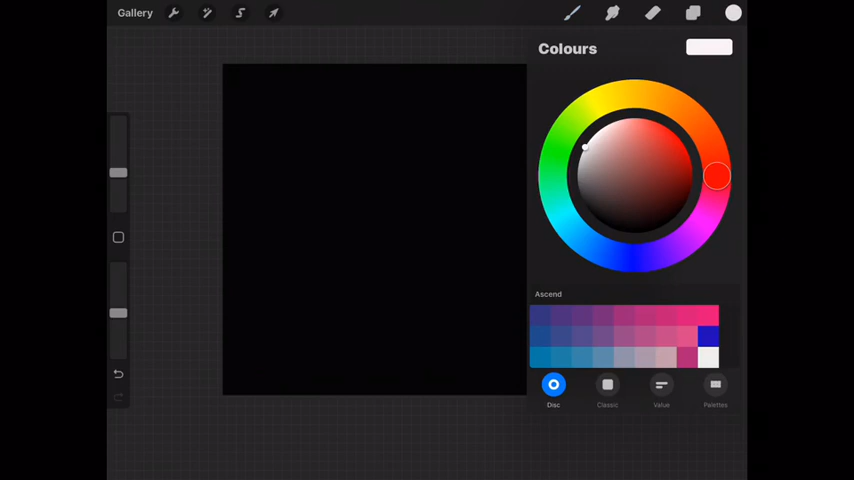 Gallery
Colours
Ascend
Disc
Classic
Value
Palettes